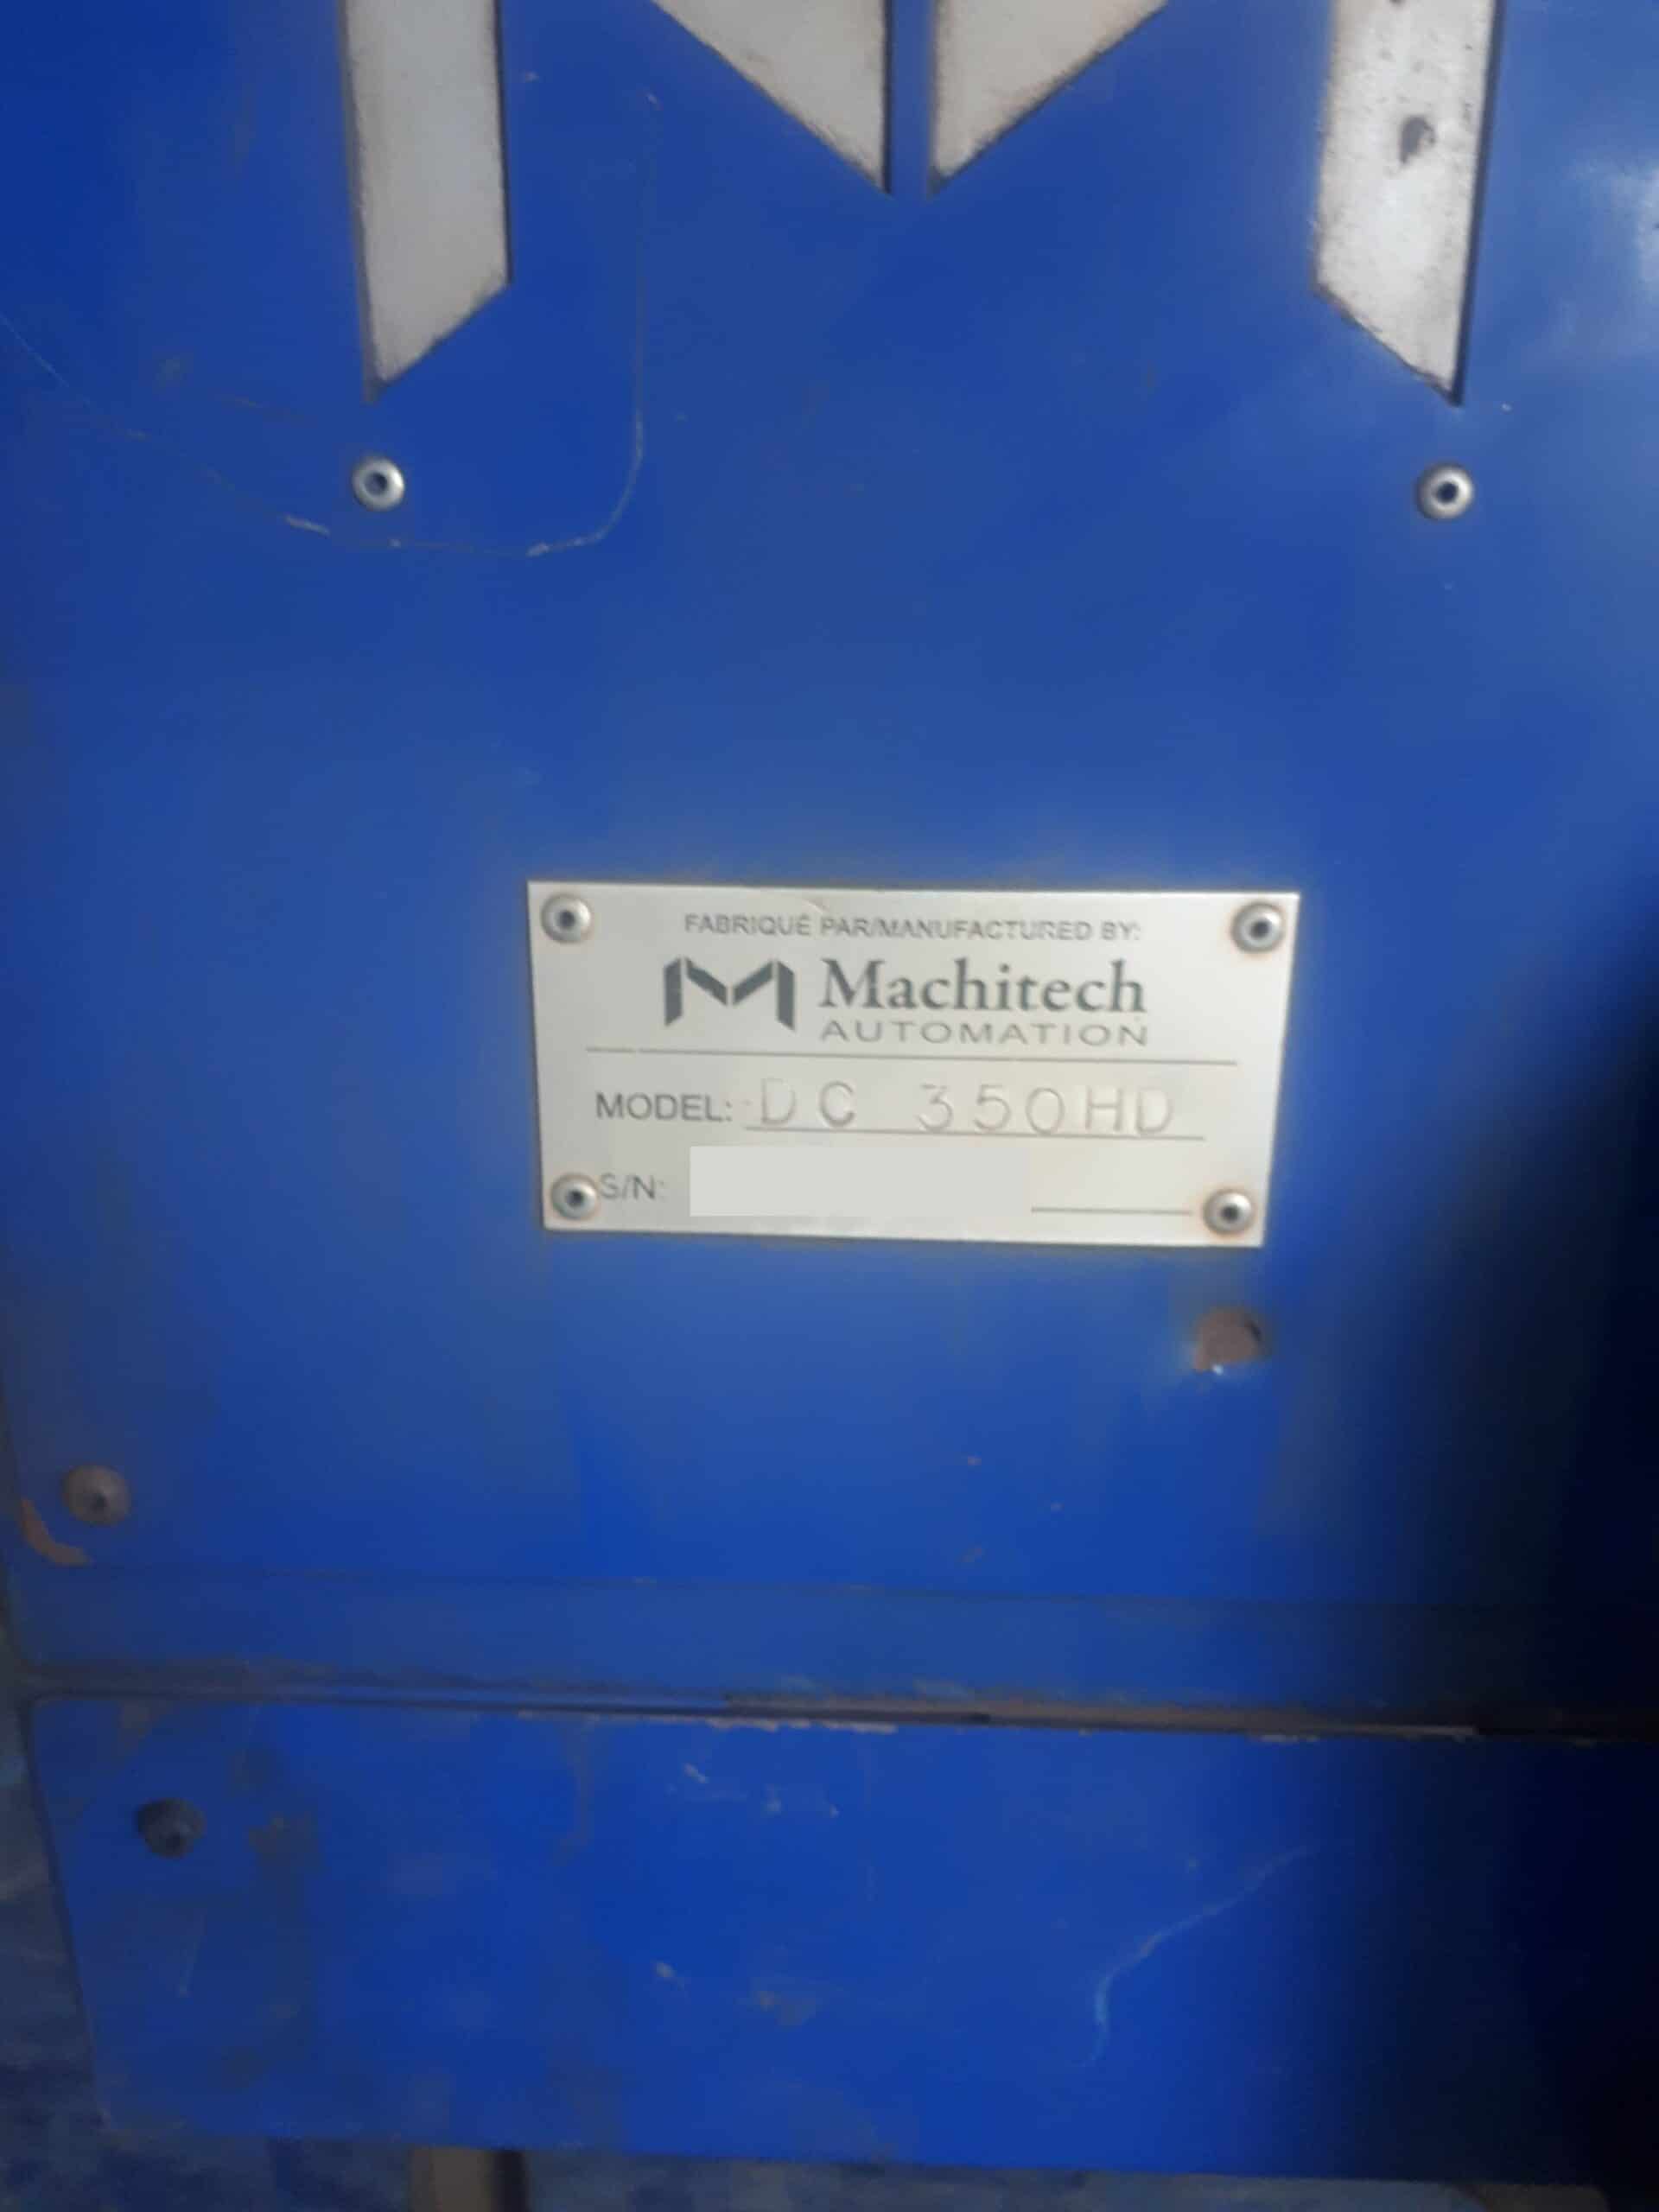 FABRIQUÉ PAR/MANUFACTURED BY:
Machitech
AUTOMATION
MODEL: DC 350HD
S/N: